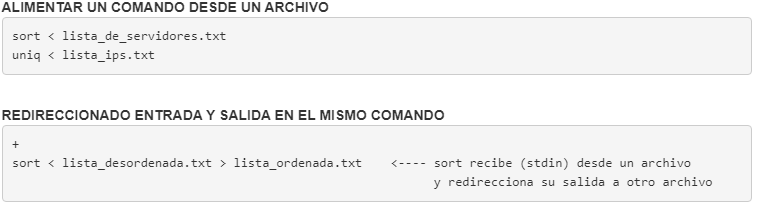 ALIMENTAR UN COMANDO DESDE UN ARCHIVO
sort < lista_de_servidores.txt
uniq < lista_ips.txt
REDIRECCIONADO ENTRADA Y SALIDA EN EL MISMO COMANDO
+
sort < lista_desordenada.txt > lista_ordenada.txt    <---- sort recibe (stdin) desde un archivo
y redirecciona su salida a otro archivo